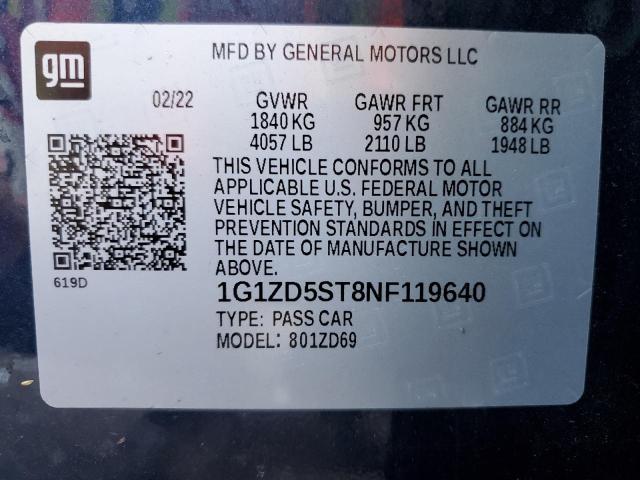 gm
MFD BY GENERAL MOTORS LLC
02/22 GVWR GAWR FRT GAWR RR
1840 KG 957 KG 884 KG
4057 LB 2110 LB 1948 LB
THIS VEHICLE CONFORMS TO ALL
APPLICABLE U.S. FEDERAL MOTOR
VEHICLE SAFETY, BUMPER, AND THEFT
PREVENTION STANDARDS IN EFFECT ON
THE DATE OF MANUFACTURE SHOWN
ABOVE.
619D
1G1ZD5ST8NF119640
TYPE: PASS CAR
MODEL: 801ZD69